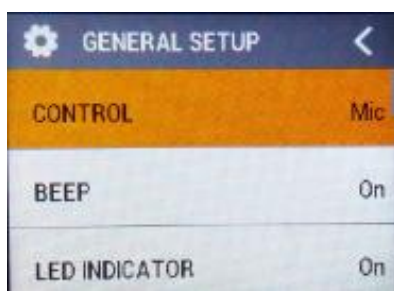 GENERAL SETUP
CONTROL Mic
BEEP On
LED INDICATOR On